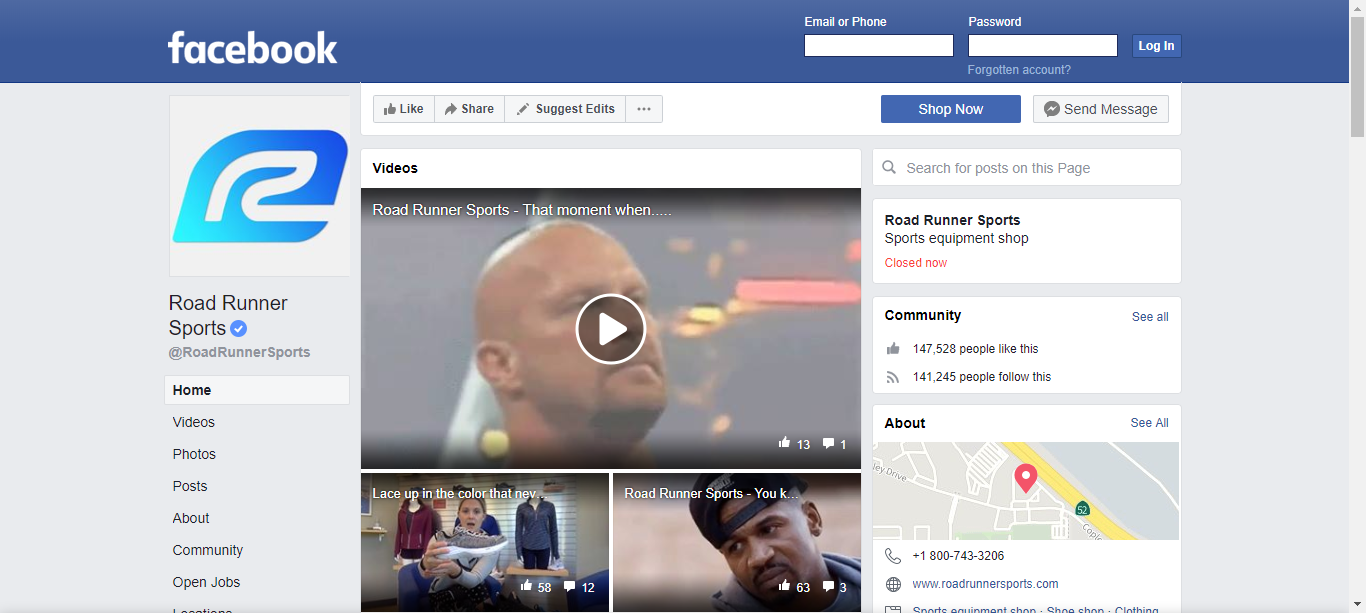 facebook
Email or Phone
Password
Log In
Forgotten account?
Like
Share
Suggest Edits
Shop Now
Send Message
Road Runner
Sports
@RoadRunnerSports
Home
Videos
Photos
Posts
About
Community
Open Jobs
Locations
Videos
Road Runner Sports - That moment when.....
13
1
Lace up in the color that nev...
58
12
Road Runner Sports - You k...
63
3
Search for posts on this Page
Road Runner Sports
Sports equipment shop
Closed now
Community
See all
147,528 people like this
141,245 people follow this
About
See All
ley Drive
52
Copley
+1 800-743-3206
www.roadrunnersports.com
Sports equipment shop · Shoe shop · Clothing